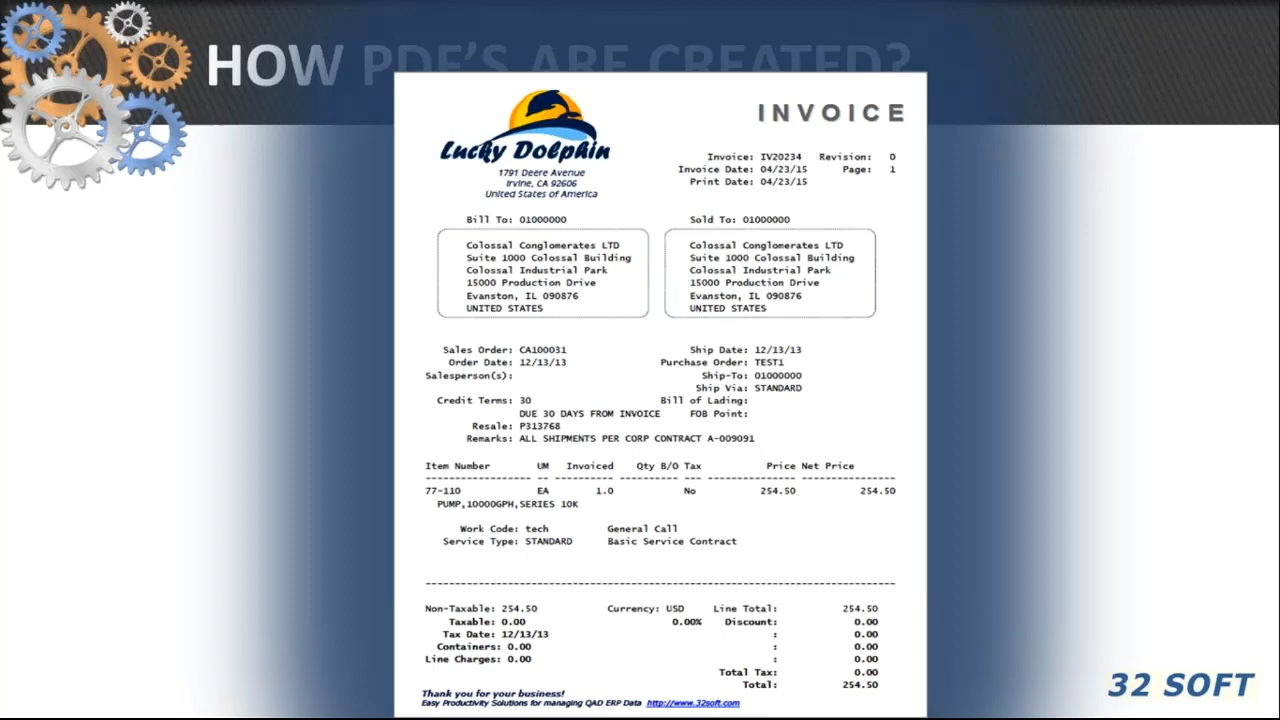 HOW PDF'S ARE CREATED?
INVOICE
Lucky Dolphin
1791 Deere Avenue
Irvine, CA 92606
United States of America
Invoice: IV20234 Revision: 0
Invoice Date: 04/23/15 Page: 1
Print Date: 04/23/15
Bill To: 01000000 Sold To: 01000000
Colossal Conglomerates LTD Colossal Conglomerates LTD
Suite 1000 Colossal Building Suite 1000 Colossal Building
Colossal Industrial Park Colossal Industrial Park
15000 Production Drive 15000 Production Drive
Evanston, IL 090876 Evanston, IL 090876
UNITED STATES UNITED STATES
Sales Order: CA100031 Ship Date: 12/13/13
Order Date: 12/13/13 Purchase Order: TEST1
Salesperson(s): Ship-To: 01000000
Ship Via: STANDARD
Credit Terms: 30 Bill of Lading:
DUE 30 DAYS FROM INVOICE FOB Point:
Resale: P313768
Remarks: ALL SHIPMENTS PER CORP CONTRACT A-009091
Item Number UM Invoiced Qty B/O Tax Price Net Price
77-110 EA 1.0 No 254.50 254.50
PUMP,10000GPH,SERIES 10K
Work Code: tech General Call
Service Type: STANDARD Basic Service Contract
Non-Taxable: 254.50 Currency: USD Line Total: 254.50
Taxable: 0.00 0.00% Discount: 0.00
Tax Date: 12/13/13 : 0.00
Containers: 0.00 : 0.00
Line Charges: 0.00 : 0.00
Total Tax: 0.00
Total: 254.50
Thank you for your business!
Easy Productivity Solutions for managing QAD ERP Data http://www.32soft.com
32 SOFT